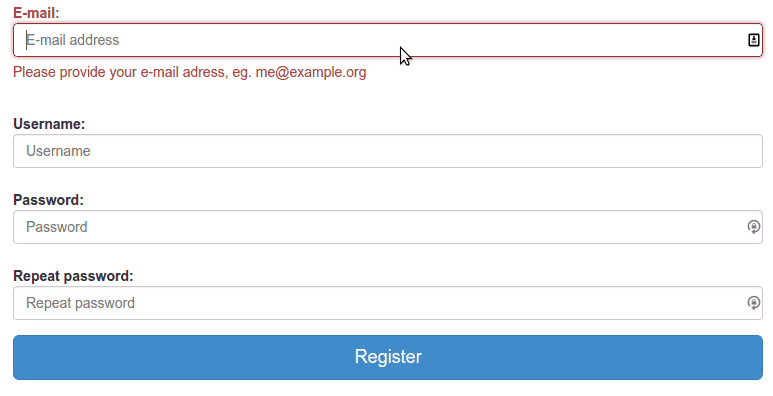 E-mail:
E-mail address
Please provide your e-mail adress, eg. me@example.org
Username:
Username
Password:
Password
Repeat password:
Repeat password
Register